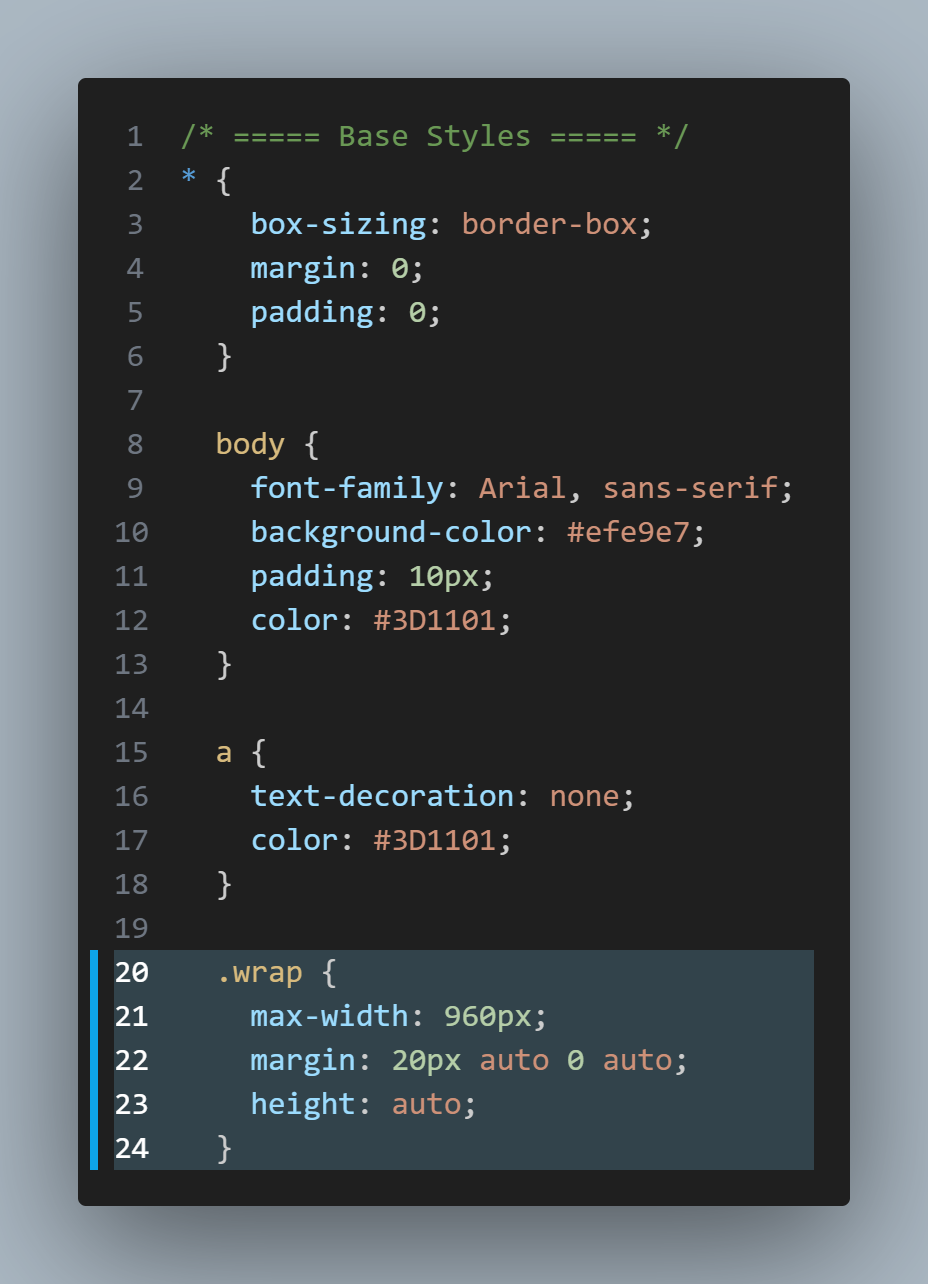 1 /* ===== Base Styles ===== */
2 * {
3     box-sizing: border-box;
4     margin: 0;
5     padding: 0;
6   }
7
8   body {
9     font-family: Arial, sans-serif;
10     background-color: #efe9e7;
11     padding: 10px;
12     color: #3D1101;
13   }
14
15   a {
16     text-decoration: none;
17     color: #3D1101;
18   }
19
20   .wrap {
21     max-width: 960px;
22     margin: 20px auto 0 auto;
23     height: auto;
24   }